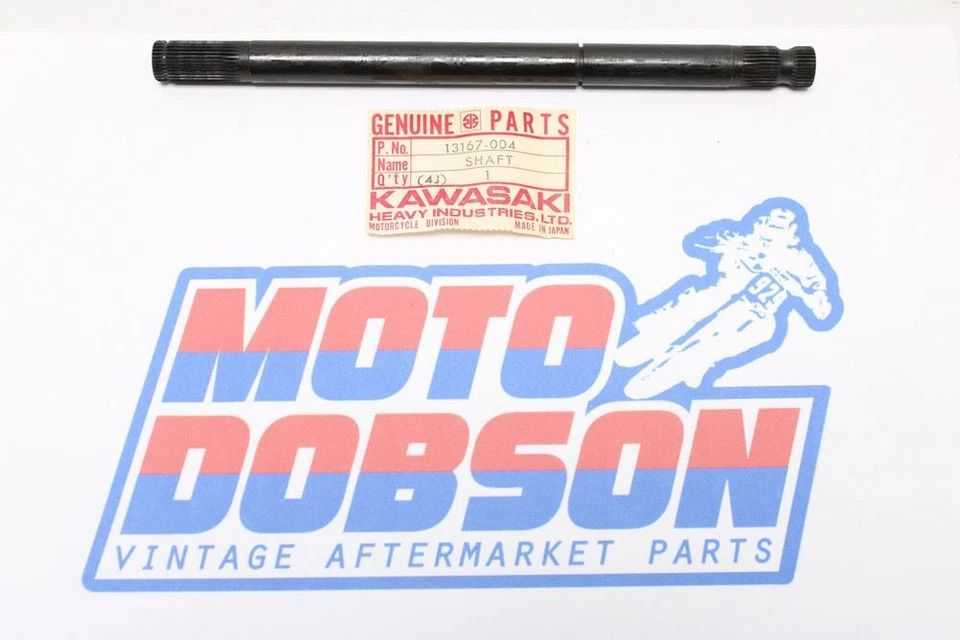 GENUINE PARTS
P. No. 13167-004
Name SHAFT
Q'ty (4J) 1
KAWASAKI
HEAVY INDUSTRIES, LTD.
MOTORCYCLE DIVISION MADE IN JAPAN
929
MOTO
DOBSON
VINTAGE AFTERMARKET PARTS